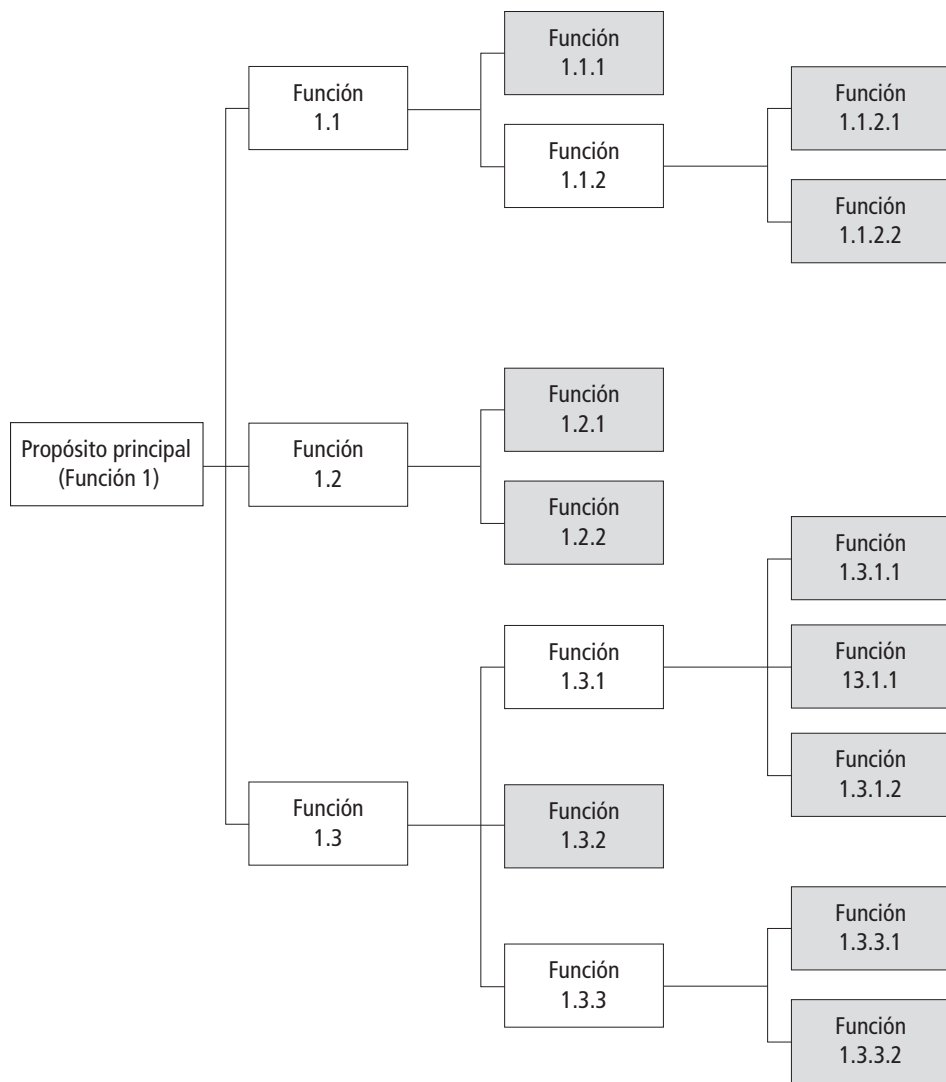 Función
1.1.1
Función
1.1
Función
1.1.2.1
Función
1.1.2
Función
1.1.2.2
Función
1.2.1
Propósito principal
(Función 1)
Función
1.2
Función
1.2.2
Función
1.3.1.1
Función
1.3.1
Función
13.1.1
Función
1.3.1.2
Función
1.3
Función
1.3.2
Función
1.3.3.1
Función
1.3.3
Función
1.3.3.2